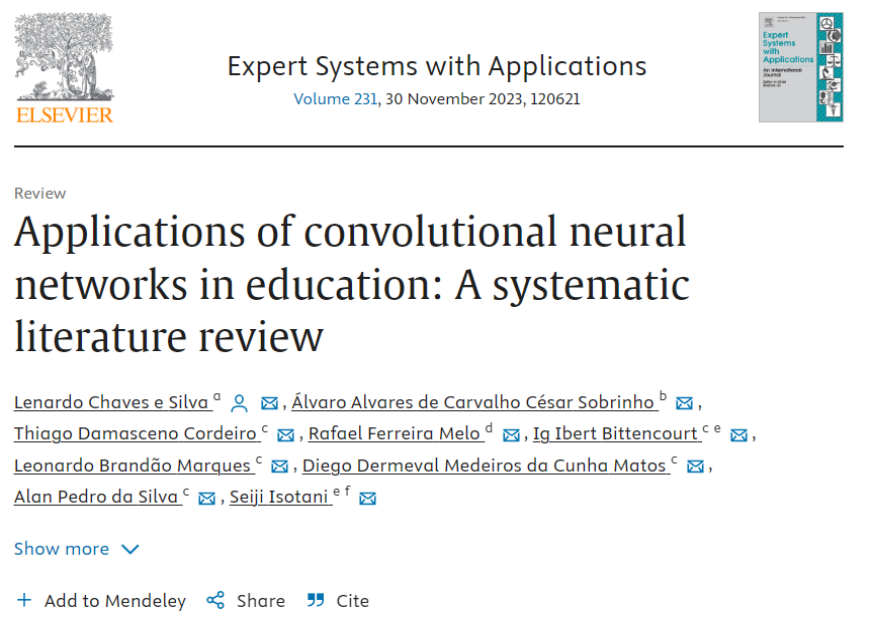 ELSEVIER
Expert Systems with Applications
Volume 231, 30 November 2023, 120621
Expert
Systems
with
Applications
An International
Journal
Review
Applications of convolutional neural
networks in education: A systematic
literature review
Lenardo Chaves e Silva a, Álvaro Alvares de Carvalho César Sobrinho b,
Thiago Damasceno Cordeiro c, Rafael Ferreira Melo d, Ig Ibert Bittencourt c e,
Leonardo Brandão Marques c, Diego Dermeval Medeiros da Cunha Matos c,
Alan Pedro da Silva c, Seiji Isotani e f
Show more
+ Add to Mendeley Share Cite